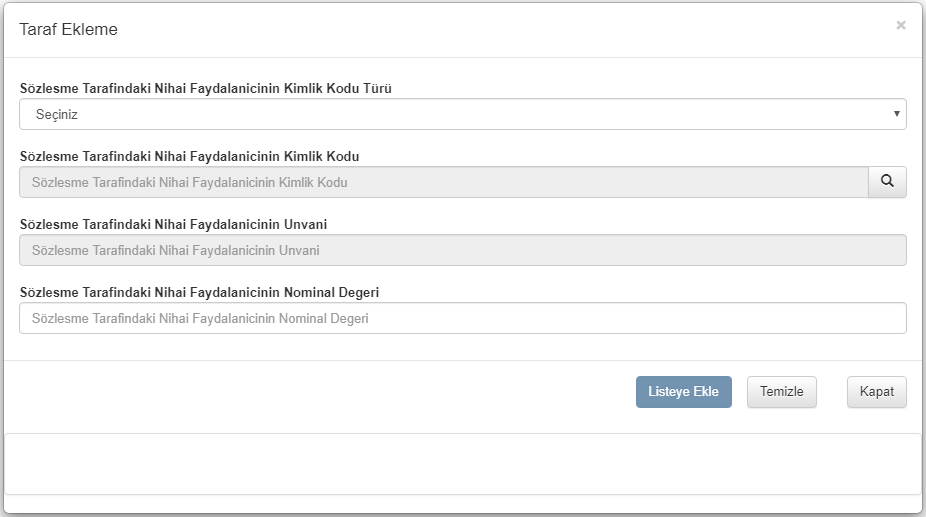 Taraf Ekleme
×
Sözlesme Tarafindaki Nihai Faydalanicinin Kimlik Kodu Türü
Seçiniz
Sözlesme Tarafindaki Nihai Faydalanicinin Kimlik Kodu
Sözlesme Tarafindaki Nihai Faydalanicinin Kimlik Kodu
Sözlesme Tarafindaki Nihai Faydalanicinin Unvani
Sözlesme Tarafindaki Nihai Faydalanicinin Unvani
Sözlesme Tarafindaki Nihai Faydalanicinin Nominal Degeri
Sözlesme Tarafindaki Nihai Faydalanicinin Nominal Degeri
Listeye Ekle Temizle Kapat